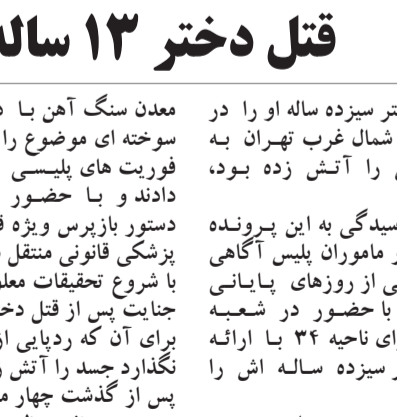 قتل دختر ۱۳ ساله
تر سیزده ساله او را در
شمال غرب تهران به
را آتش زده بود،
سیدگی به این پرونده
ر ماموران پلیس آگاهی
ی از روزهای پایانی
با حضور در شعبه
رای ناحیه ۳۴ با ارائه
ر سیزده ساله اش را
معدن سنگ آهن با
سوخته ای موضوع را
فوریت های پلیسی
دادند و با حضور
دستور بازپرس ویژه
پزشکی قانونی منتقل
با شروع تحقیقات
جنایت پس از قتل
برای آن که ردپایی
نگذارد جسد را آتش
پس از گذشت چهار